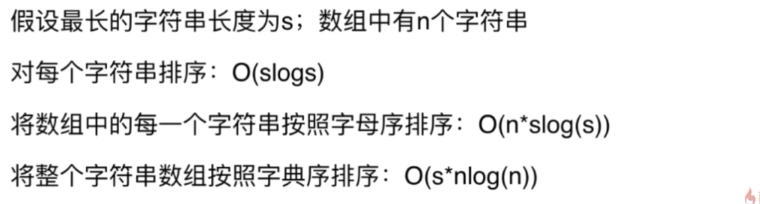 假设最长的字符串长度为s；数组中有n个字符串
对每个字符串排序：O(slogs)
将数组中的每一个字符串按照字母序排序：O(n*slog(s))
将整个字符串数组按照字典序排序：O(s*nlog(n))